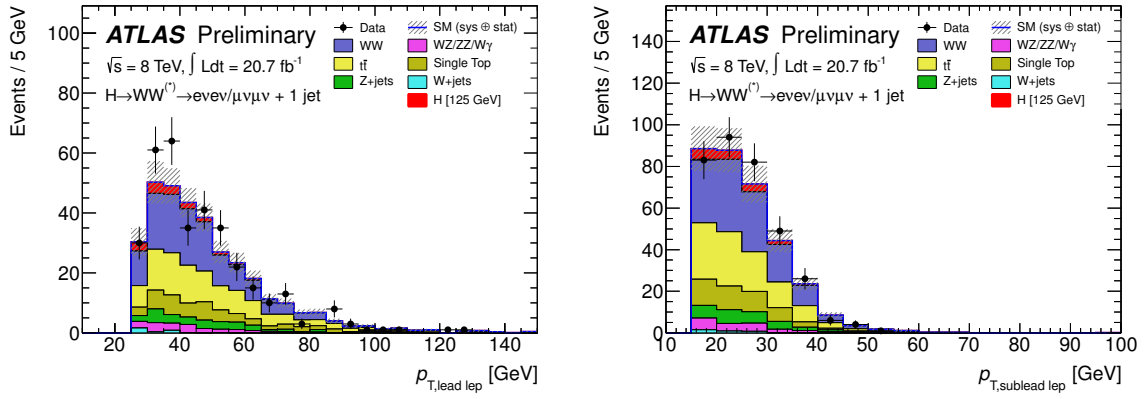 Events / 5 GeV
100
80
60
40
20
0
ATLAS Preliminary
√s = 8 TeV, ∫ Ldt = 20.7 fb⁻¹
H→WW⁽*⁾→eνeν/μνμν + 1 jet
Data
SM (sys ⊕ stat)
WW
WZ/ZZ/Wγ
tt̄
Single Top
Z+jets
W+jets
H [125 GeV]
20 40 60 80 100 120 140
p_T,lead lep [GeV]
Events / 5 GeV
140
120
100
80
60
40
20
0
ATLAS Preliminary
√s = 8 TeV, ∫ Ldt = 20.7 fb⁻¹
H→WW⁽*⁾→eνeν/μνμν + 1 jet
Data
SM (sys ⊕ stat)
WW
WZ/ZZ/Wγ
tt̄
Single Top
Z+jets
W+jets
H [125 GeV]
10 20 30 40 50 60 70 80 90 100
p_T,sublead lep [GeV]